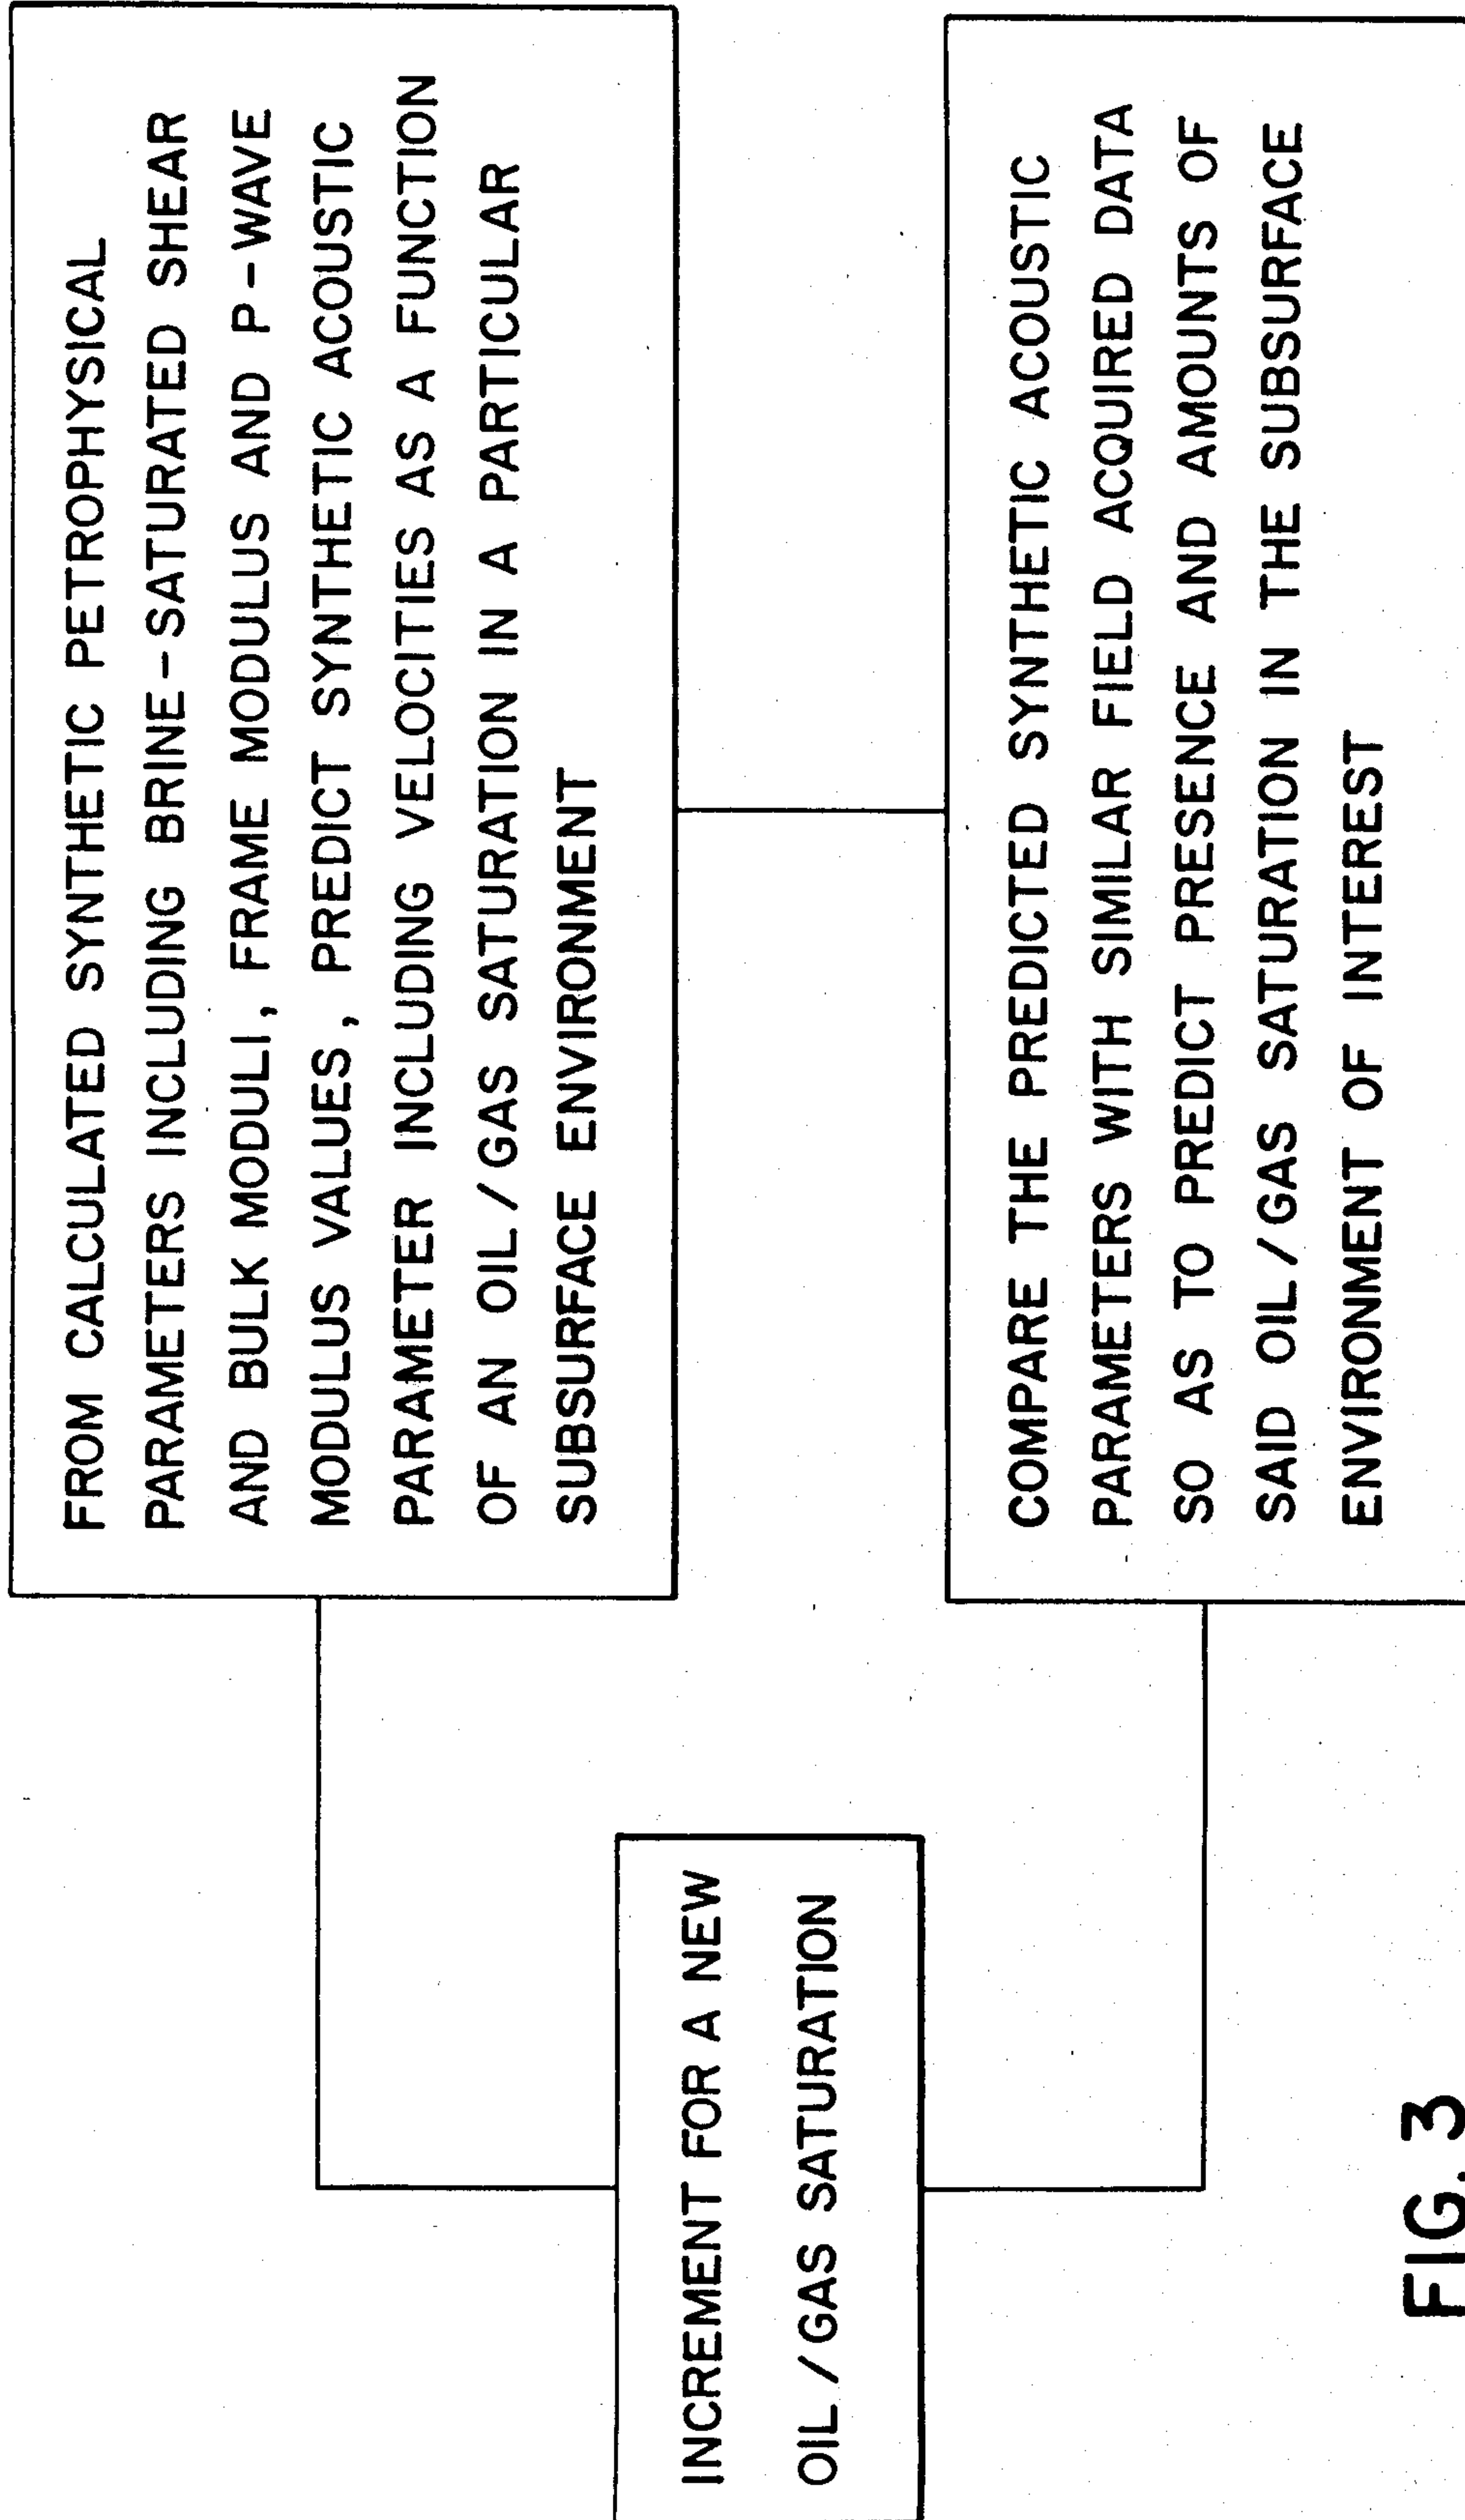 FROM CALCULATED SYNTHETIC PETROPHYSICAL
PARAMETERS INCLUDING BRINE-SATURATED SHEAR
AND BULK MODULI, FRAME MODULUS AND P-WAVE
MODULUS VALUES, PREDICT SYNTHETIC ACOUSTIC
PARAMETER INCLUDING VELOCITIES AS A FUNCTION
OF AN OIL/GAS SATURATION IN A PARTICULAR
SUBSURFACE ENVIRONMENT
INCREMENT FOR A NEW
OIL/GAS SATURATION
COMPARE THE PREDICTED SYNTHETIC ACOUSTIC
PARAMETERS WITH SIMILAR FIELD ACQUIRED DATA
SO AS TO PREDICT PRESENCE AND AMOUNTS OF
SAID OIL/GAS SATURATION IN THE SUBSURFACE
ENVIRONMENT OF INTEREST
FIG. 3